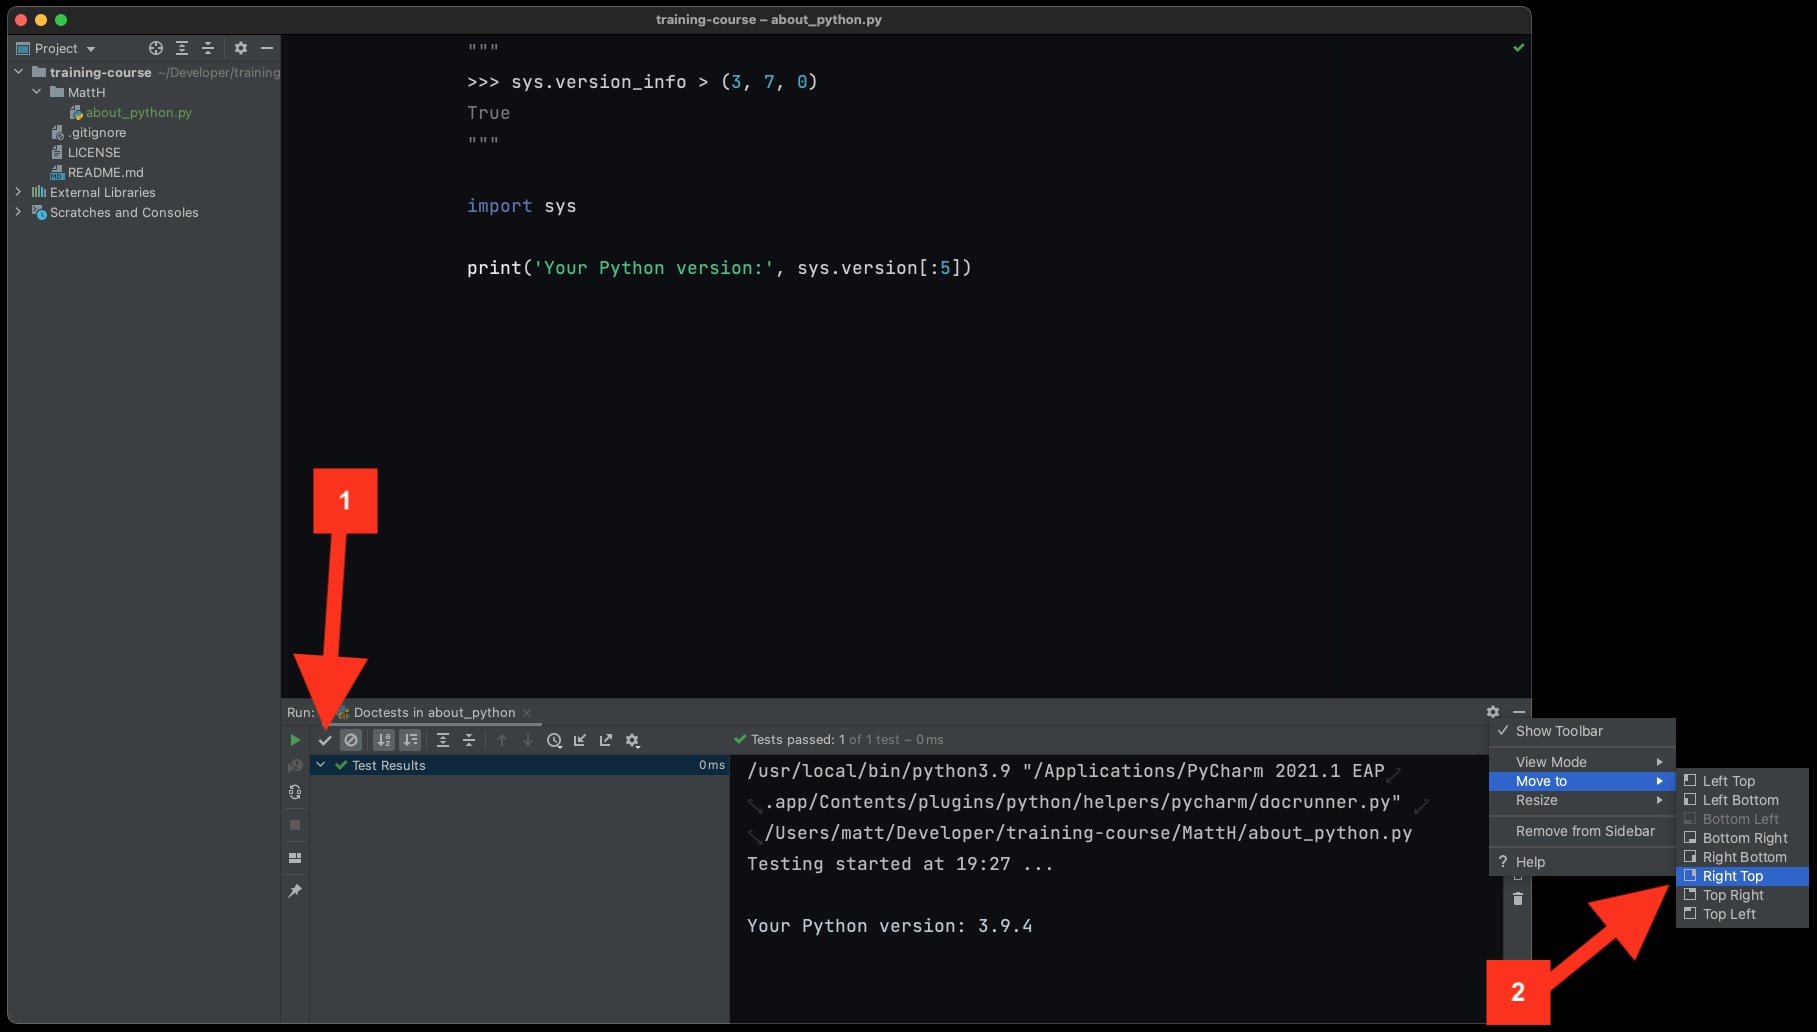 training-course – about_python.py
Project
training-course ~/Developer/training
MattH
about_python.py
.gitignore
LICENSE
README.md
External Libraries
Scratches and Consoles
"""
>>> sys.version_info > (3, 7, 0)
True
"""
import sys
print('Your Python version:', sys.version[:5])
1
Run:
Doctests in about_python
Tests passed: 1 of 1 test – 0 ms
Test Results
0 ms
/usr/local/bin/python3.9 "/Applications/PyCharm 2021.1 EAP
.app/Contents/plugins/python/helpers/pycharm/docrunner.py"
/Users/matt/Developer/training-course/MattH/about_python.py
Testing started at 19:27 ...
Your Python version: 3.9.4
Show Toolbar
View Mode
Move to
Resize
Remove from Sidebar
? Help
Left Top
Left Bottom
Bottom Left
Bottom Right
Right Bottom
Right Top
Top Right
Top Left
2